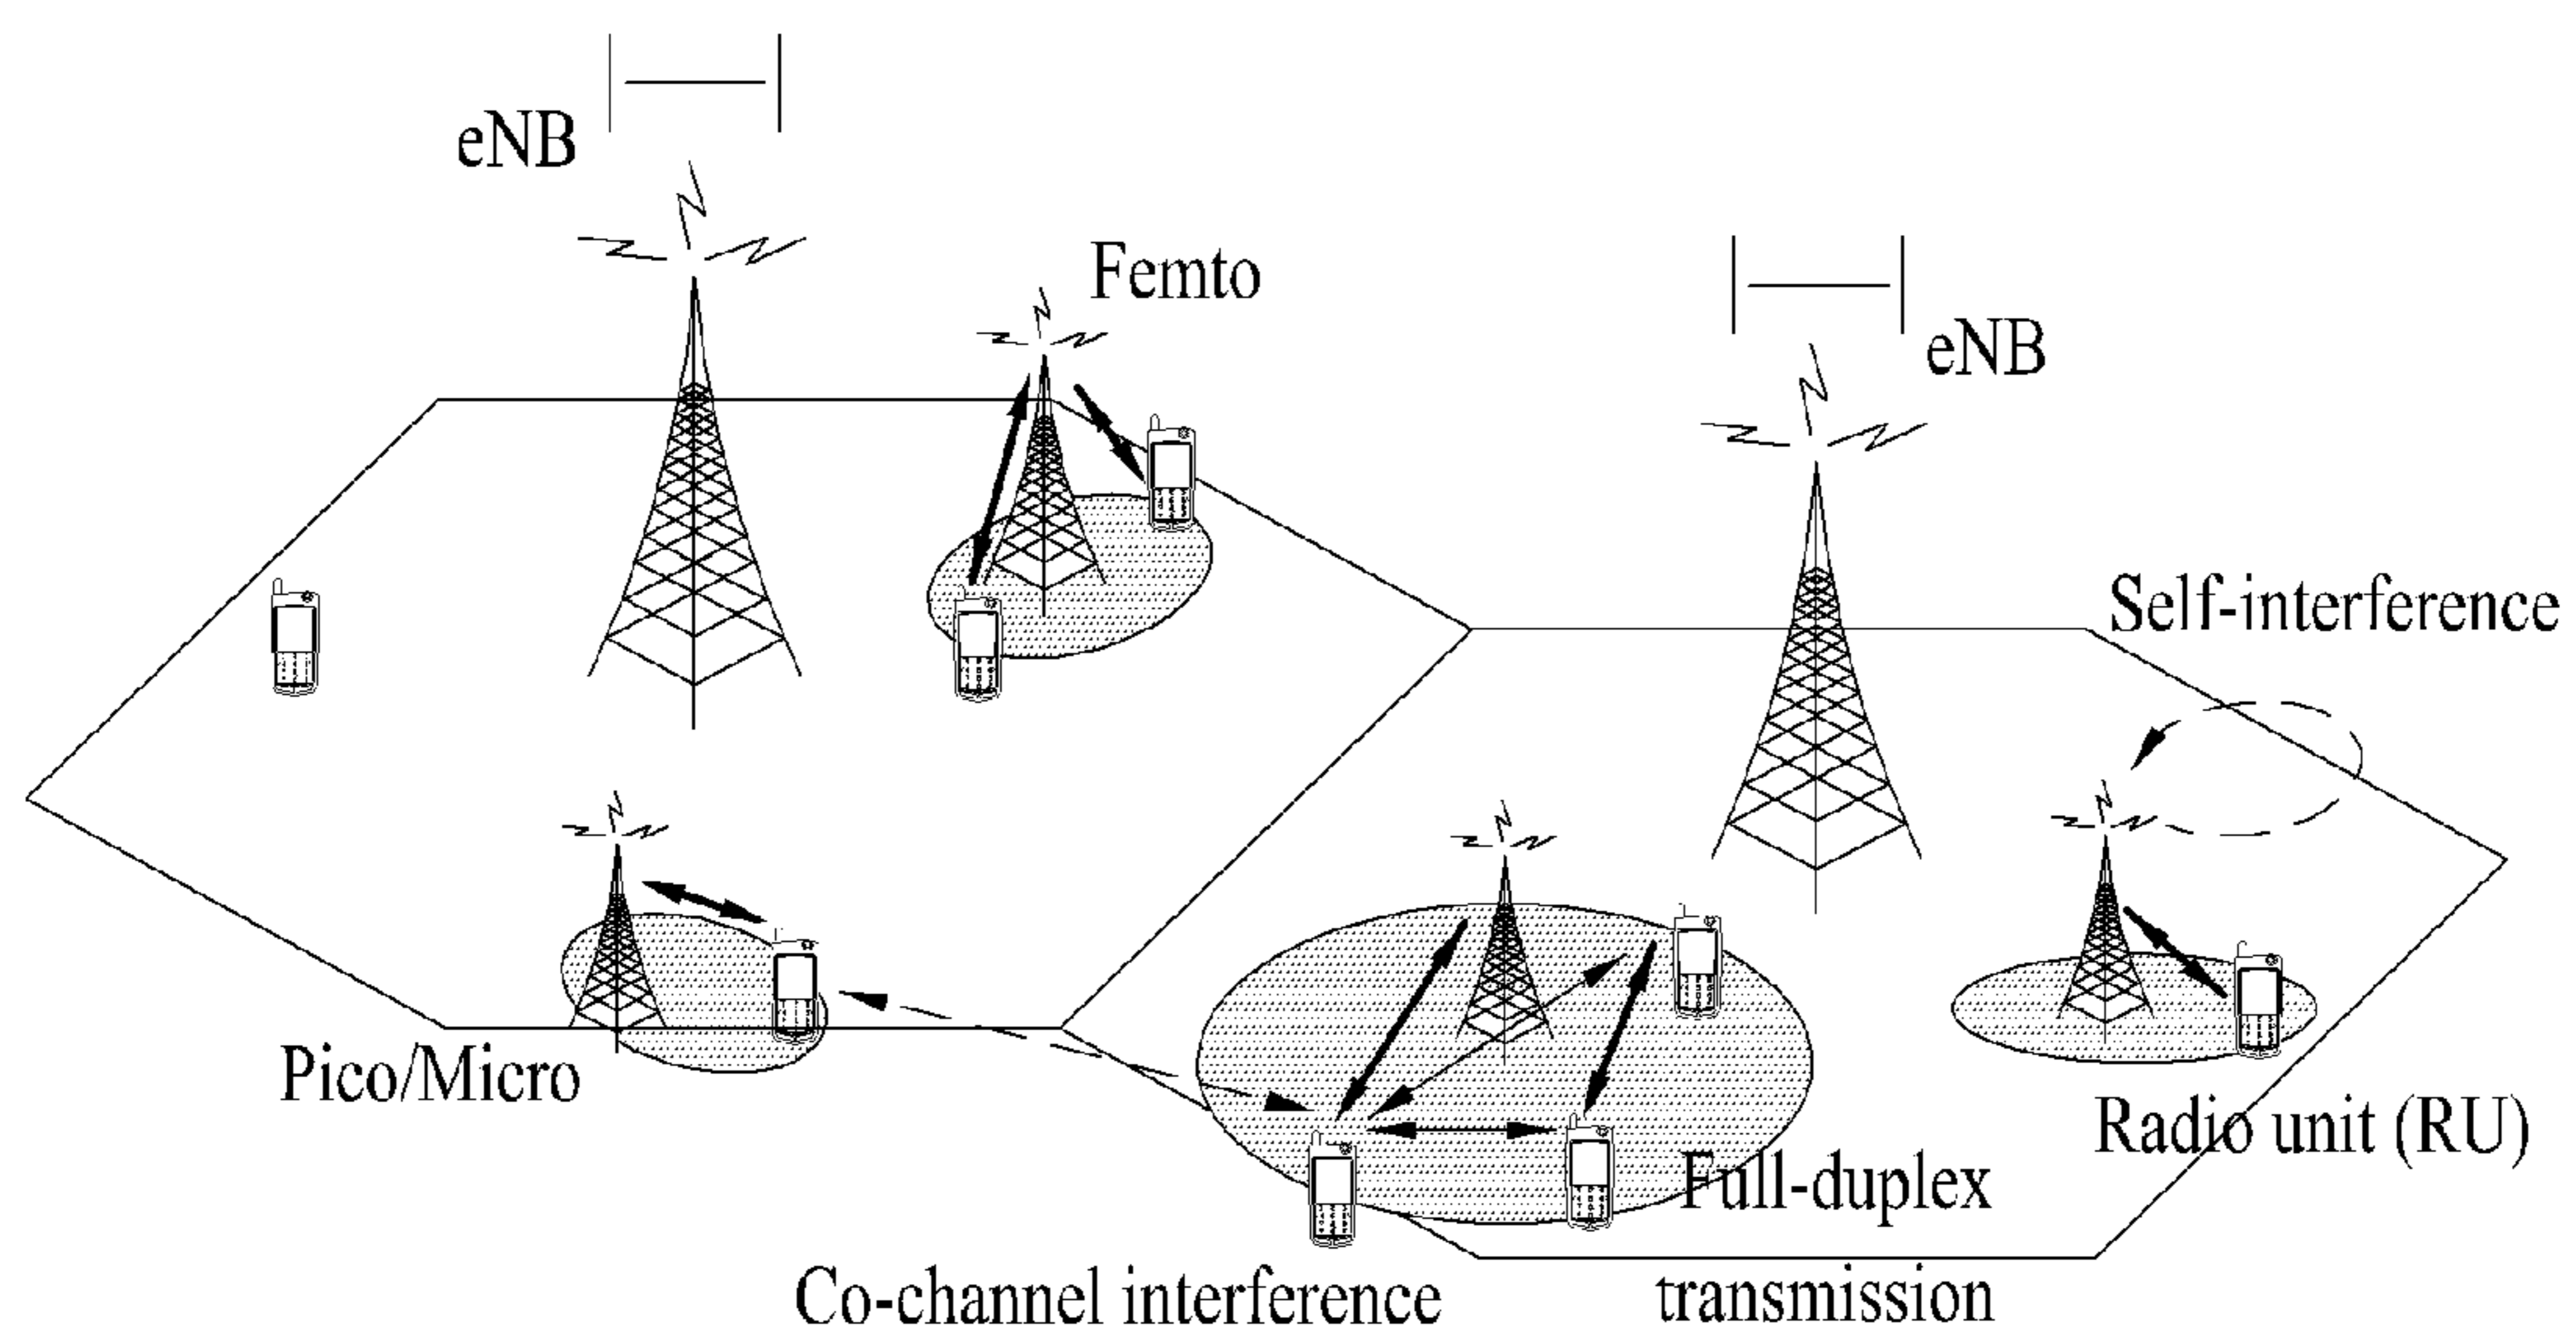 eNB
Femto
eNB
Self-interference
Pico/Micro
Radio unit (RU)
Full-duplex
transmission
Co-channel interference